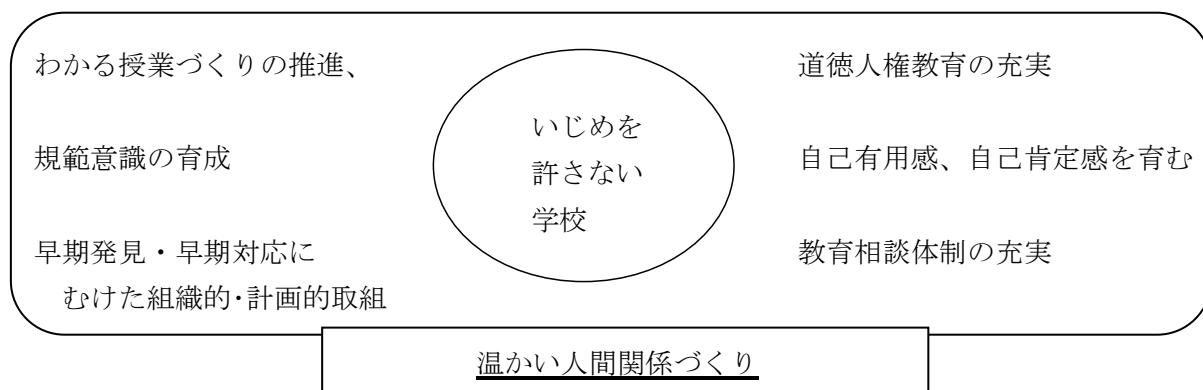 わかる授業づくりの推進、
規範意識の育成
早期発見・早期対応に
むけた組織的･計画的取組
いじめを
許さない
学校
道徳人権教育の充実
自己有用感、自己肯定感を育む
教育相談体制の充実
温かい人間関係づくり